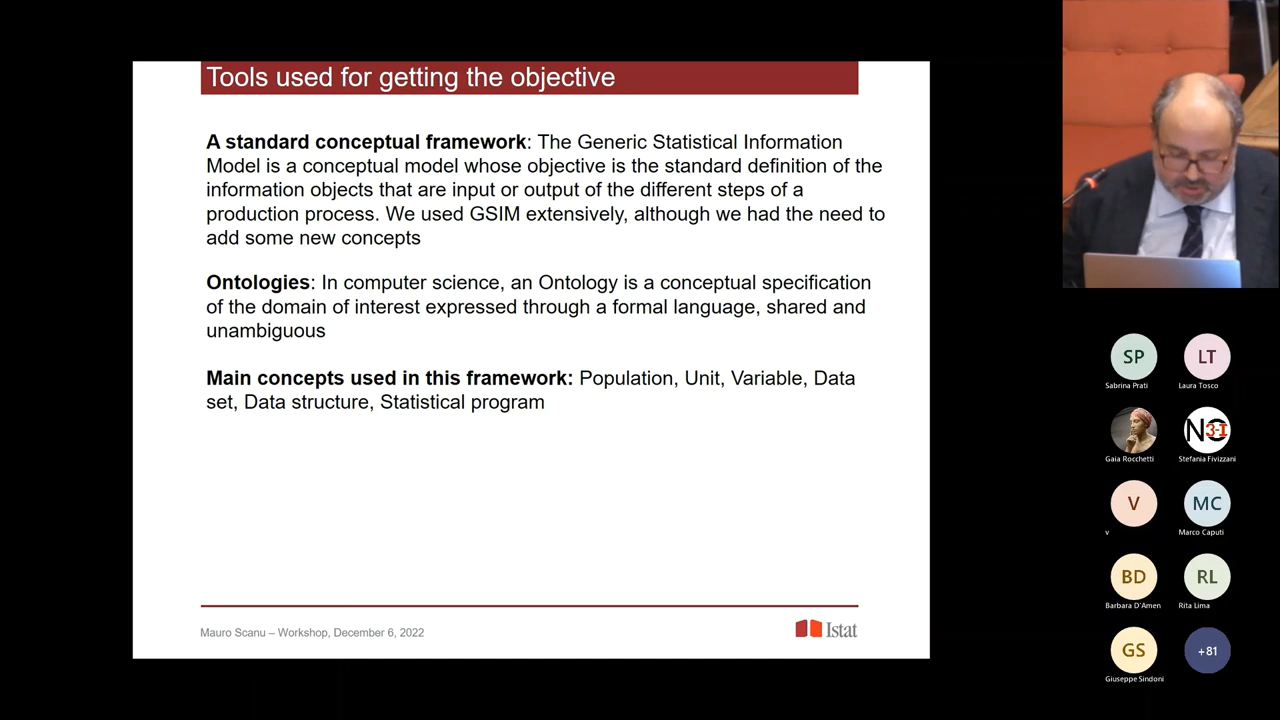 Tools used for getting the objective
A standard conceptual framework: The Generic Statistical Information
Model is a conceptual model whose objective is the standard definition of the
information objects that are input or output of the different steps of a
production process. We used GSIM extensively, although we had the need to
add some new concepts
Ontologies: In computer science, an Ontology is a conceptual specification
of the domain of interest expressed through a formal language, shared and
unambiguous
Main concepts used in this framework: Population, Unit, Variable, Data
set, Data structure, Statistical program
Mauro Scanu – Workshop, December 6, 2022
Istat
SP
LT
Sabrina Prati
Laura Tosco
N3-I
Gaia Rocchetti
Stefania Fivizzani
V
MC
v
Marco Caputi
BD
RL
Barbara D'Amen
Rita Lima
GS
+81
Giuseppe Sindoni